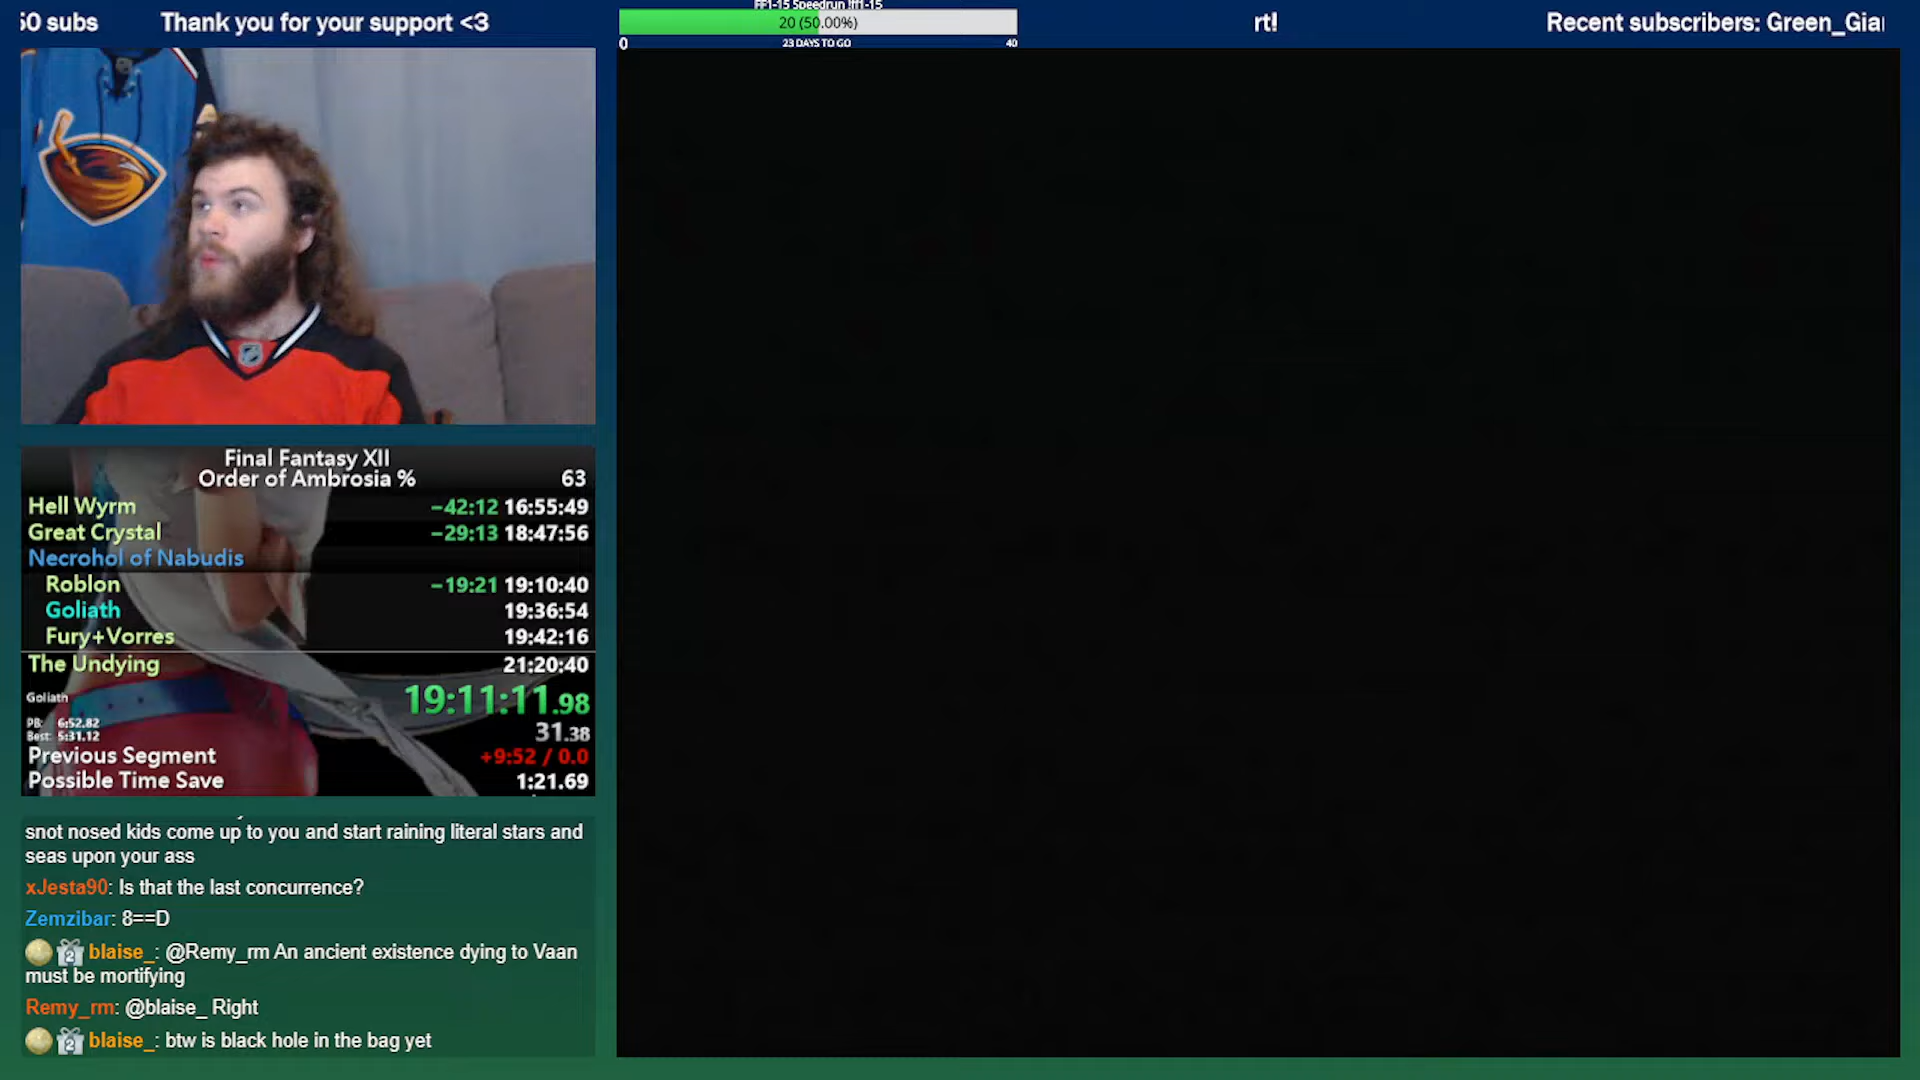 50 subs
Thank you for your support <3
FF1-15 Speedrun !ff1-15
20 (50.00%)
0
23 DAYS TO GO
40
rt!
Recent subscribers: Green_Gia
Final Fantasy XII
Order of Ambrosia %
63
Hell Wyrm −42:12 16:55:49
Great Crystal −29:13 18:47:56
Necrohol of Nabudis
Roblon −19:21 19:10:40
Goliath 19:36:54
Fury+Vorres 19:42:16
The Undying 21:20:40
Goliath
19:11:11.98
PB: 6:52.82
Best: 5:31.12
31.38
Previous Segment +9:52 / 0.0
Possible Time Save 1:21.69
snot nosed kids come up to you and start raining literal stars and
seas upon your ass
xJesta90: Is that the last concurrence?
Zemzibar: 8==D
blaise_: @Remy_rm An ancient existence dying to Vaan
must be mortifying
Remy_rm: @blaise_ Right
blaise_: btw is black hole in the bag yet